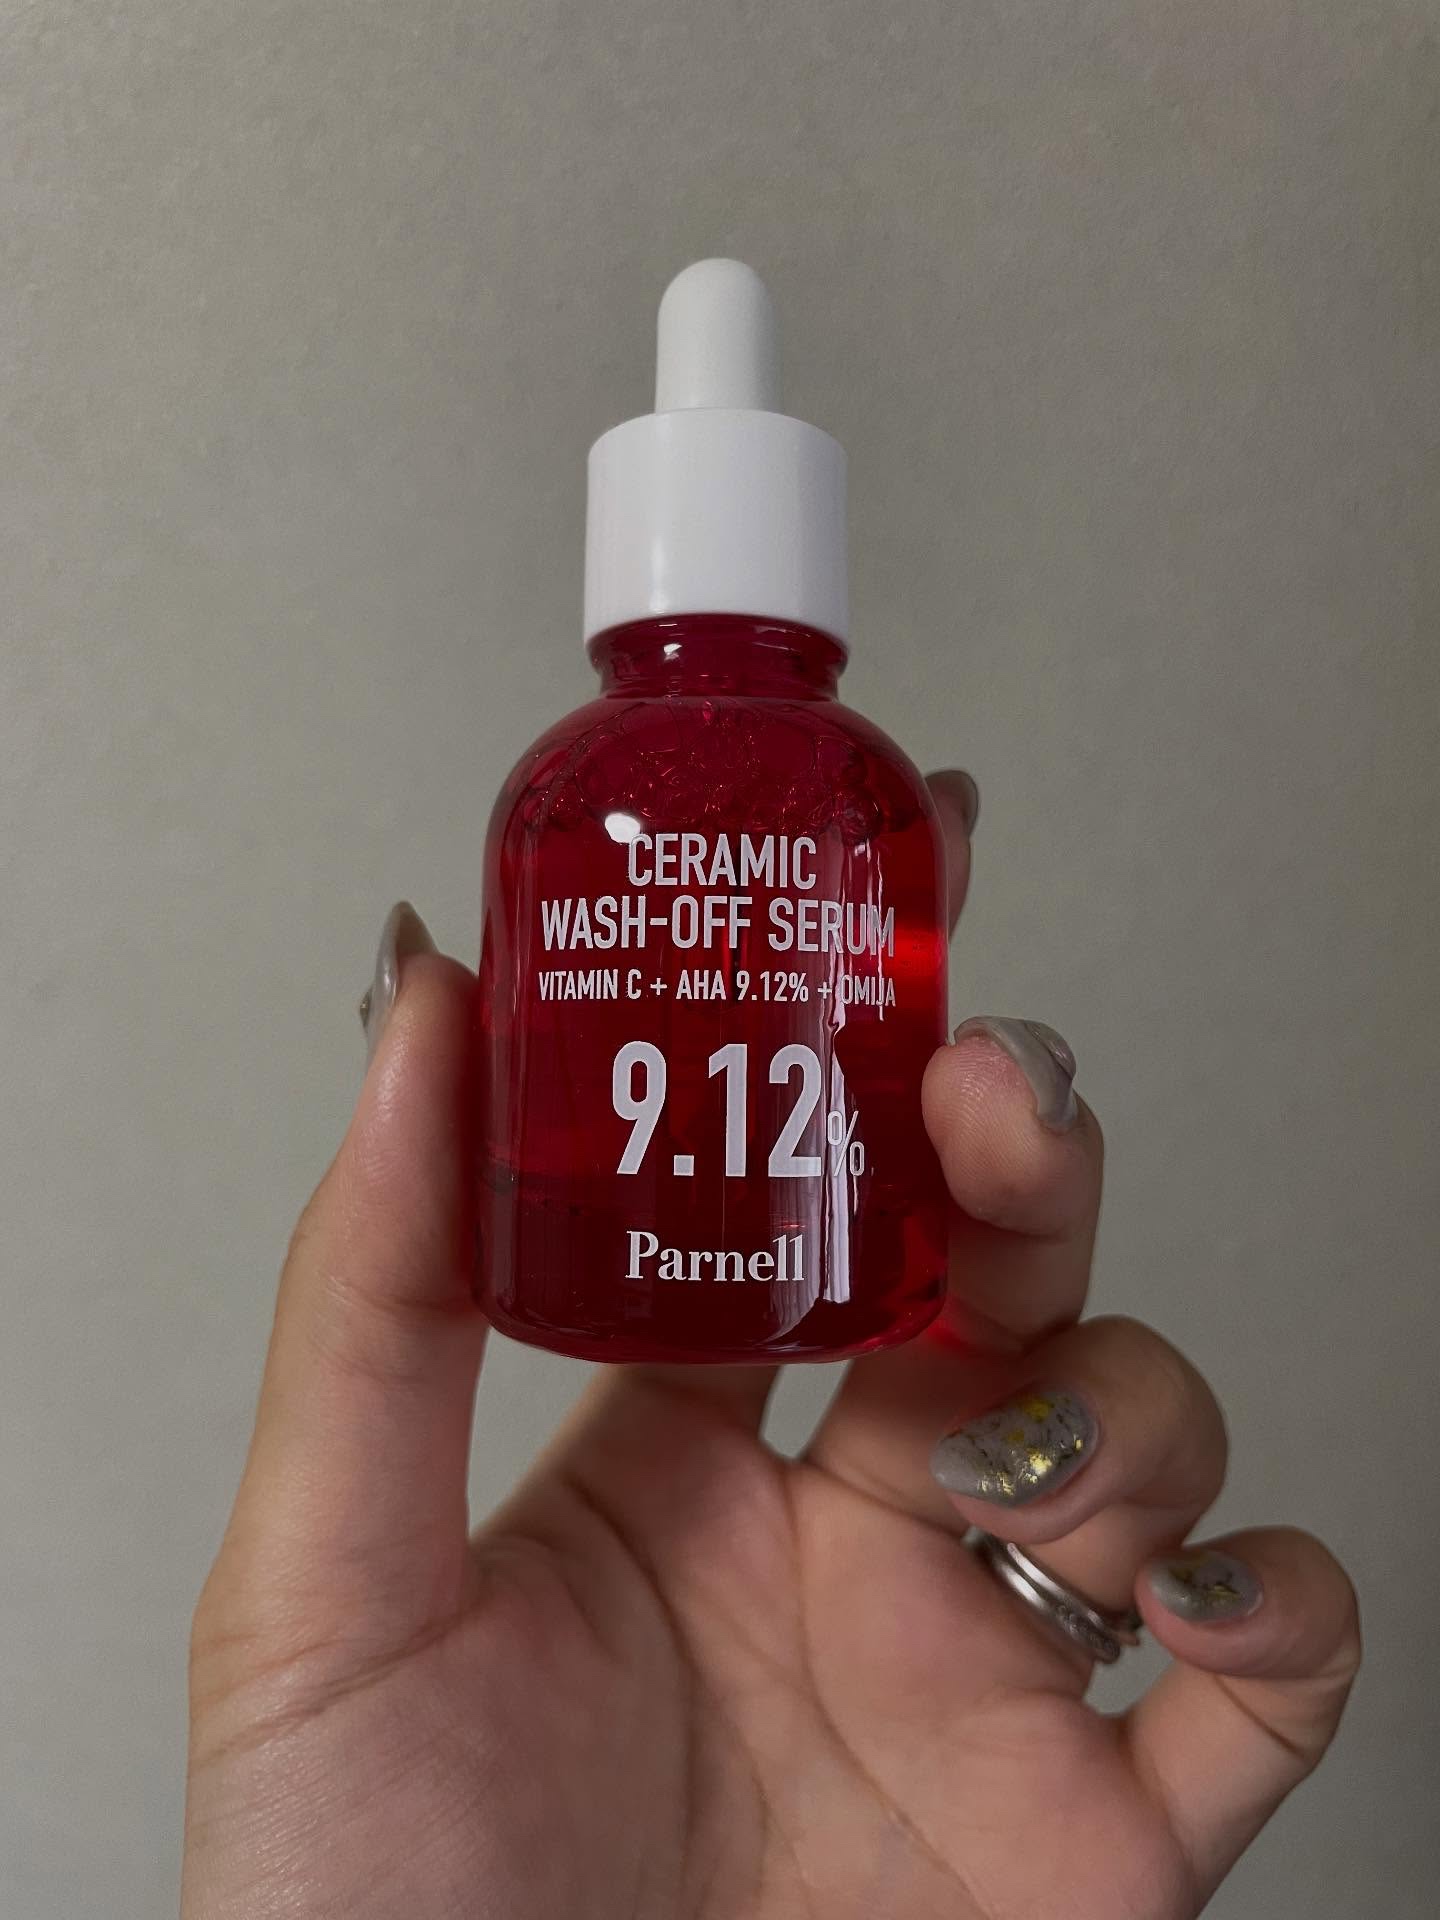 CERAMIC
WASH-OFF SERUM
VITAMIN C + AHA 9.12% + OMIJA
9.12%
Parnell